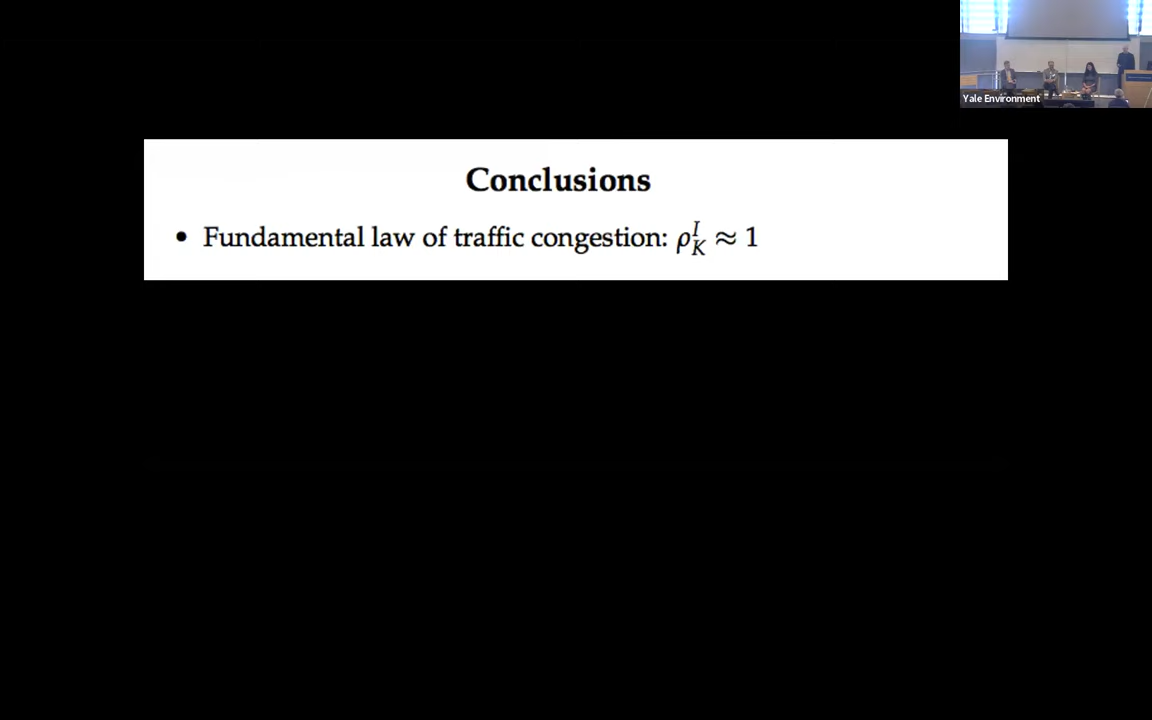 Yale Environment
Conclusions
• Fundamental law of traffic congestion: ρ_K^I ≈ 1